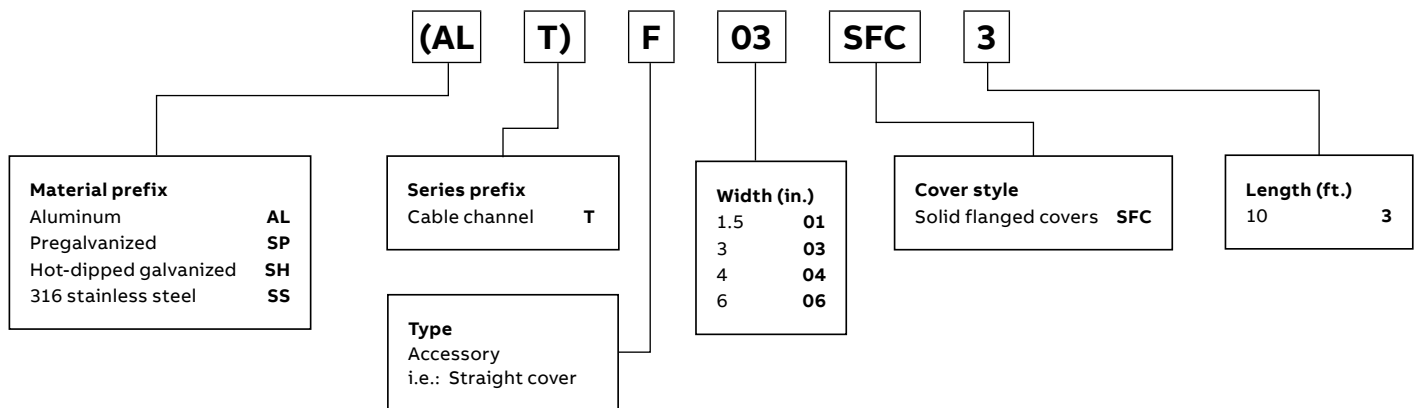 (AL T) F 03 SFC 3
Material prefix
Aluminum AL
Pregalvanized SP
Hot-dipped galvanized SH
316 stainless steel SS
Series prefix
Cable channel T
Type
Accessory
i.e.: Straight cover
Width (in.)
1.5 01
3 03
4 04
6 06
Cover style
Solid flanged covers SFC
Length (ft.)
10 3